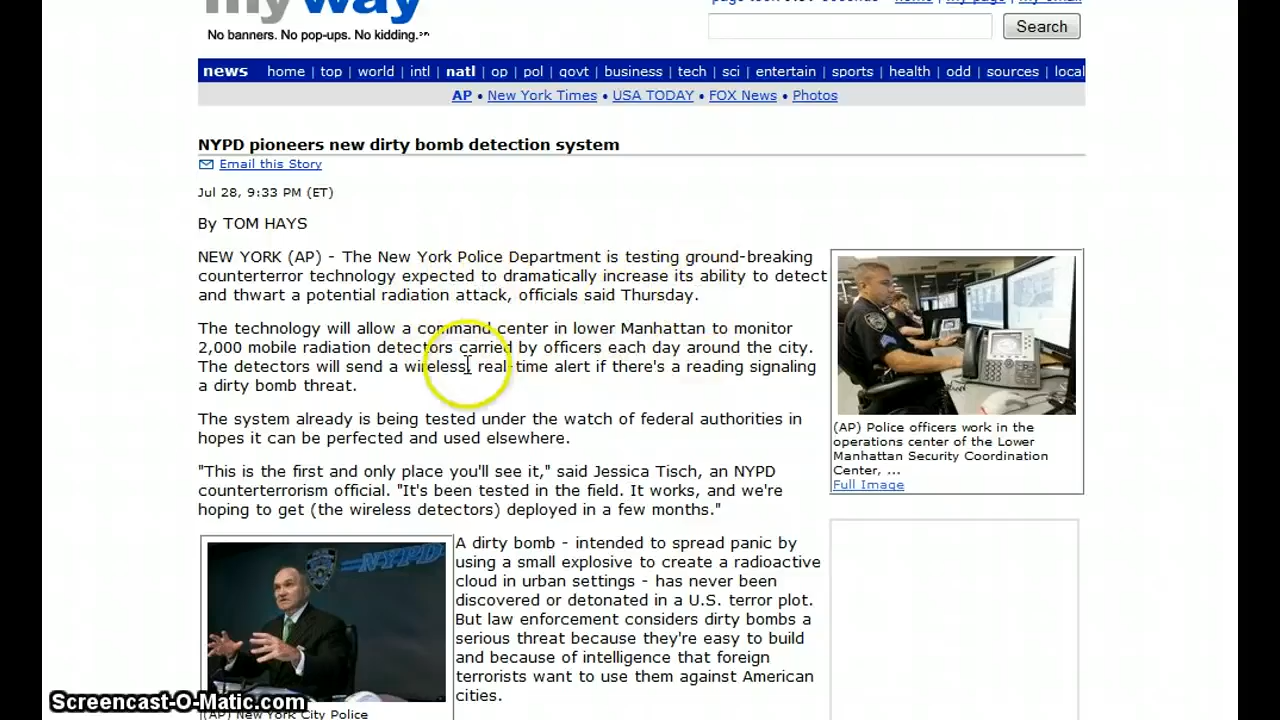 myway
No banners. No pop-ups. No kidding.
home | my page | my email
Search
news home | top | world | intl | natl | op | pol | govt | business | tech | sci | entertain | sports | health | odd | sources | local
AP • New York Times • USA TODAY • FOX News • Photos
NYPD pioneers new dirty bomb detection system
Email this Story
Jul 28, 9:33 PM (ET)
By TOM HAYS
NEW YORK (AP) - The New York Police Department is testing ground-breaking
counterterror technology expected to dramatically increase its ability to detect
and thwart a potential radiation attack, officials said Thursday.
The technology will allow a command center in lower Manhattan to monitor
2,000 mobile radiation detectors carried by officers each day around the city.
The detectors will send a wireless, real-time alert if there's a reading signaling
a dirty bomb threat.
The system already is being tested under the watch of federal authorities in
hopes it can be perfected and used elsewhere.
"This is the first and only place you'll see it," said Jessica Tisch, an NYPD
counterterrorism official. "It's been tested in the field. It works, and we're
hoping to get (the wireless detectors) deployed in a few months."
(AP) Police officers work in the
operations center of the Lower
Manhattan Security Coordination
Center, ...
Full Image
NYPD
A dirty bomb - intended to spread panic by
using a small explosive to create a radioactive
cloud in urban settings - has never been
discovered or detonated in a U.S. terror plot.
But law enforcement considers dirty bombs a
serious threat because they're easy to build
and because of intelligence that foreign
terrorists want to use them against American
cities.
(AP) New York City Police
Screencast-O-Matic.com